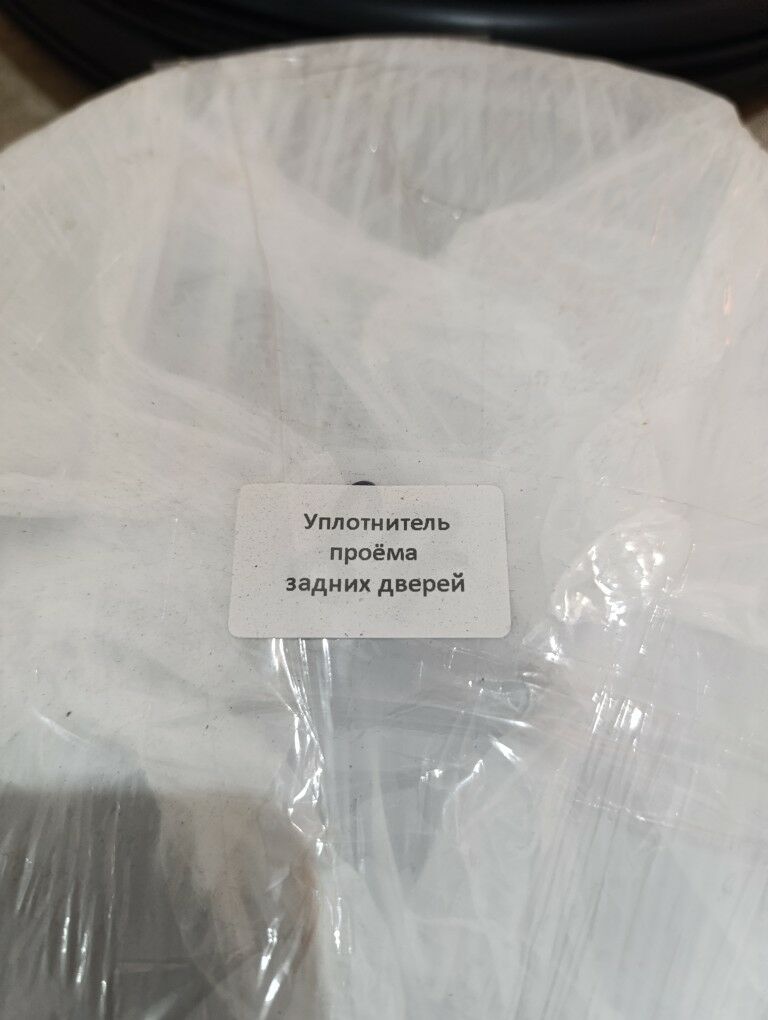 Уплотнитель
проёма
задних дверей